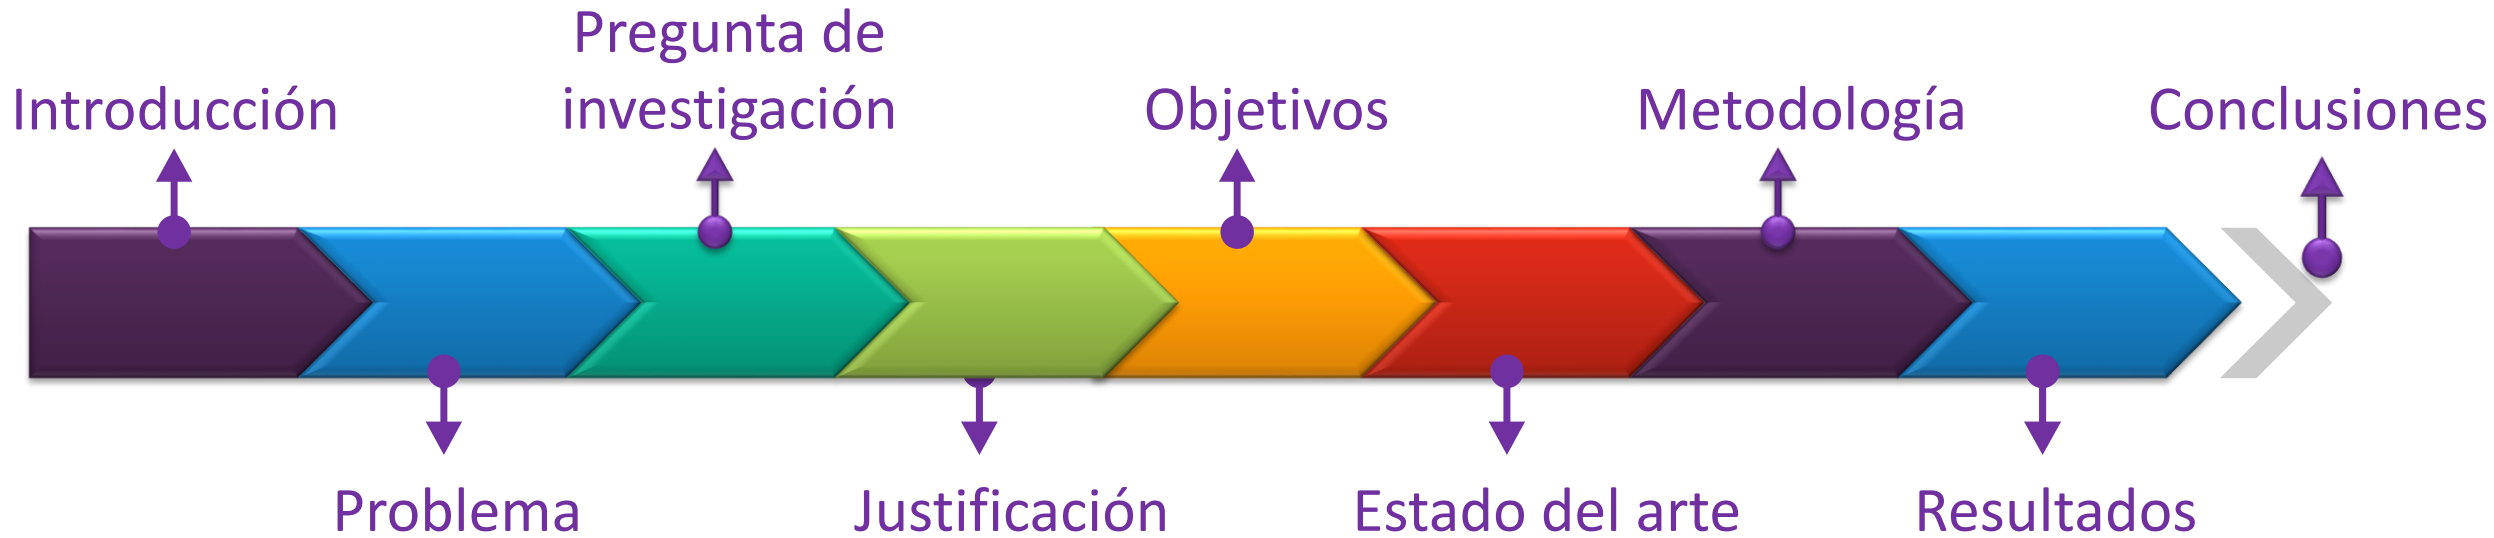 Introducción
Pregunta de
investigación
Objetivos
Metodología
Conclusiones
Problema
Justificación
Estado del arte
Resultados